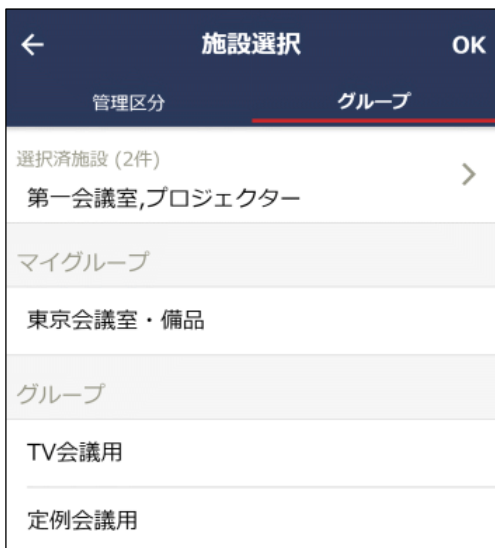 施設選択 OK
管理区分 グループ
選択済施設 (2件)
第一会議室,プロジェクター
マイグループ
東京会議室・備品
グループ
TV会議用
定例会議用